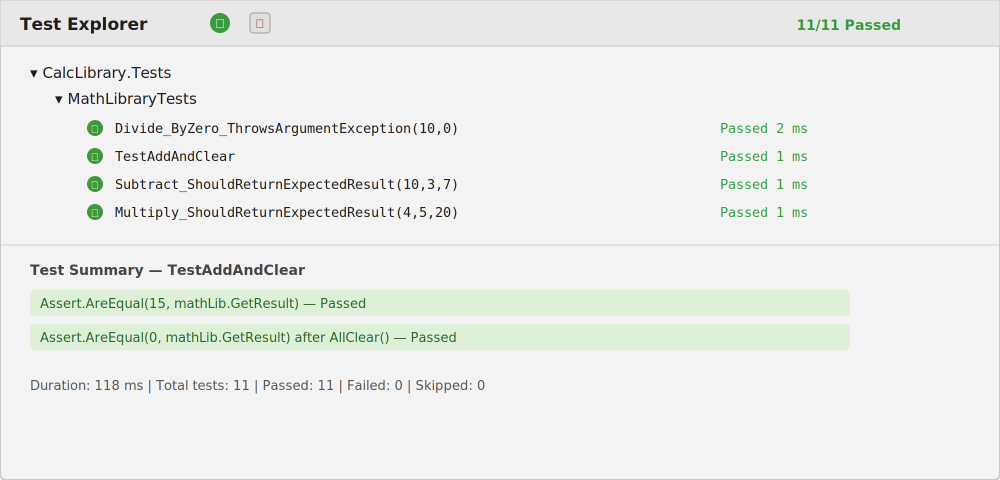 Test Explorer
11/11 Passed
▾ CalcLibrary.Tests
▾ MathLibraryTests
Divide_ByZero_ThrowsArgumentException(10,0) Passed 2 ms
TestAddAndClear Passed 1 ms
Subtract_ShouldReturnExpectedResult(10,3,7) Passed 1 ms
Multiply_ShouldReturnExpectedResult(4,5,20) Passed 1 ms
Test Summary — TestAddAndClear
Assert.AreEqual(15, mathLib.GetResult) — Passed
Assert.AreEqual(0, mathLib.GetResult) after AllClear() — Passed
Duration: 118 ms | Total tests: 11 | Passed: 11 | Failed: 0 | Skipped: 0